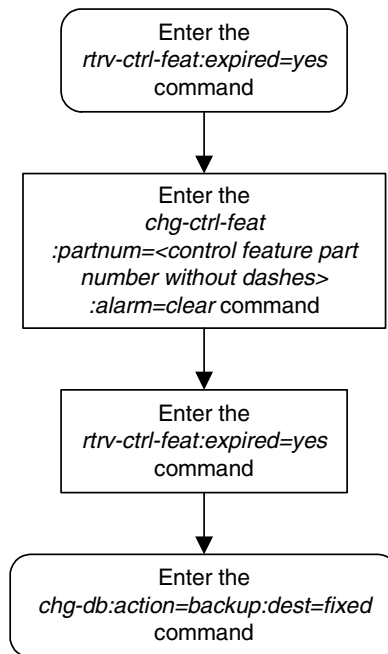 Enter the
rtrv-ctrl-feat:expired=yes
command
Enter the
chg-ctrl-feat
:partnum=<control feature part
number without dashes>
:alarm=clear command
Enter the
rtrv-ctrl-feat:expired=yes
command
Enter the
chg-db:action=backup:dest=fixed
command